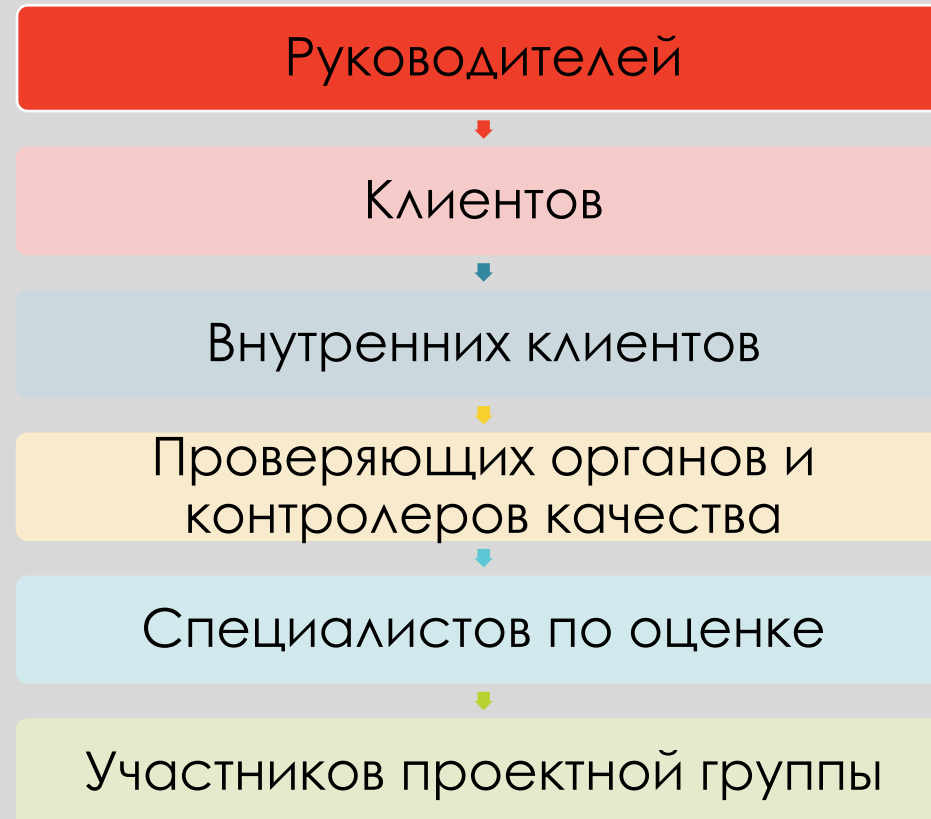 Руководителей
Клиентов
Внутренних клиентов
Проверяющих органов и
контролеров качества
Специалистов по оценке
Участников проектной группы